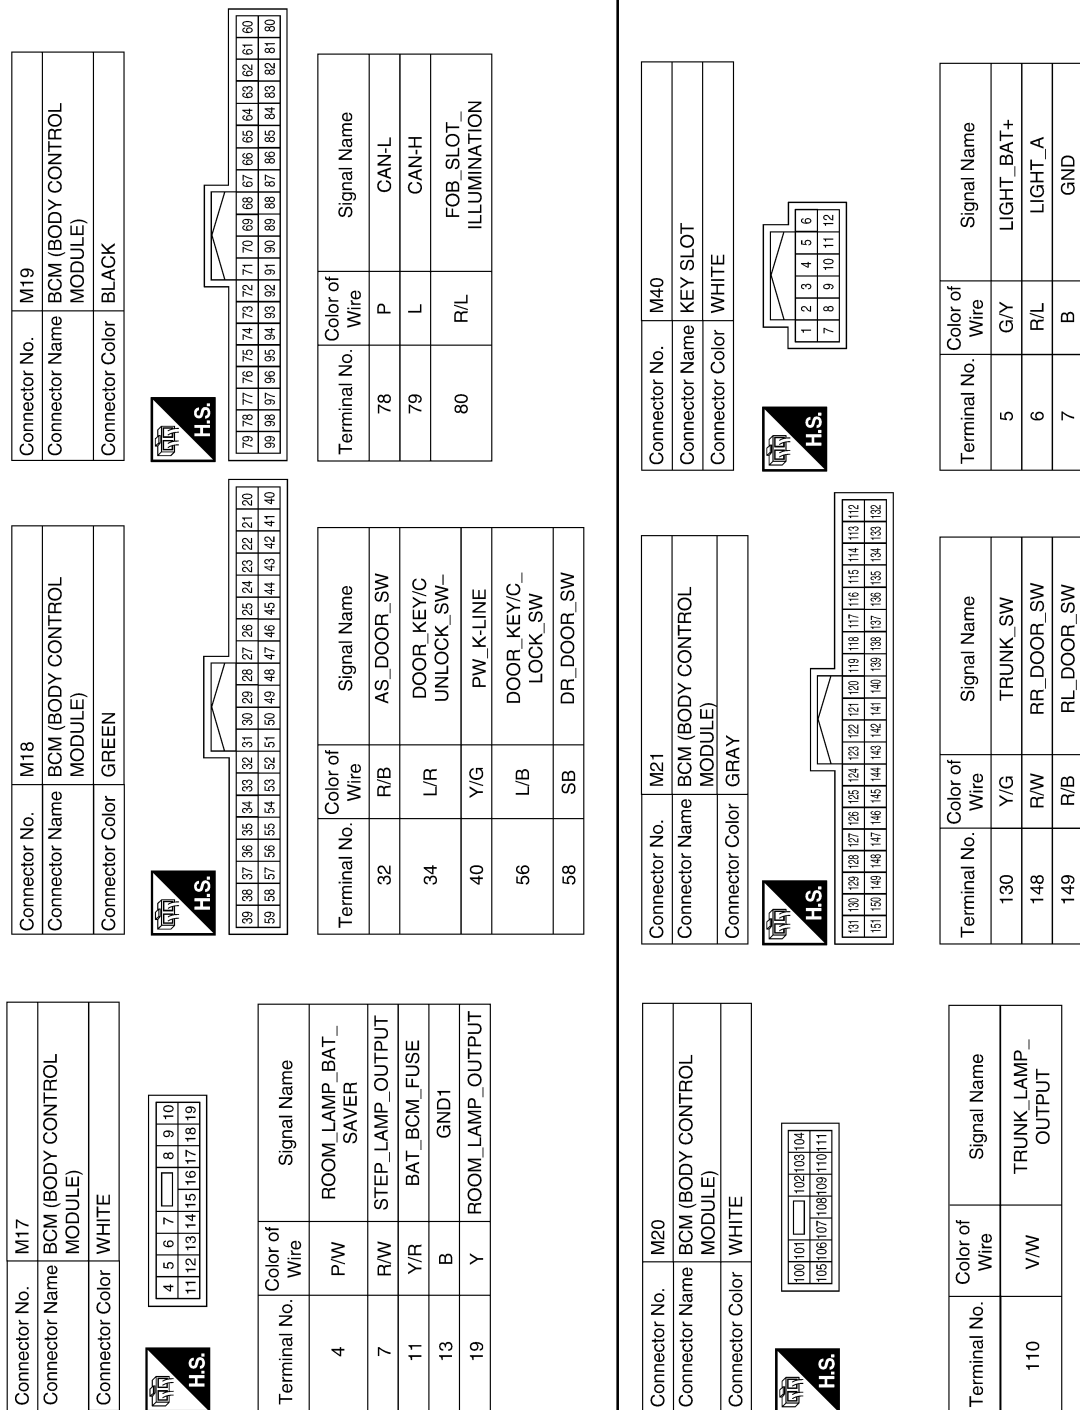 Connector No. M17
Connector Name BCM (BODY CONTROL
MODULE)
Connector Color WHITE
4 5 6 7 8 9 10
11 12 13 14 15 16 17 18 19
H.S.
Terminal No. Color of
Wire Signal Name
4 P/W ROOM_LAMP_BAT_
SAVER
7 R/W STEP_LAMP_OUTPUT
11 Y/R BAT_BCM_FUSE
13 B GND1
19 Y ROOM_LAMP_OUTPUT
Connector No. M18
Connector Name BCM (BODY CONTROL
MODULE)
Connector Color GREEN
39 38 37 36 35 34 33 32 31 30 29 28 27 26 25 24 23 22 21 20
59 58 57 56 55 54 53 52 51 50 49 48 47 46 45 44 43 42 41 40
H.S.
Terminal No. Color of
Wire Signal Name
32 R/B AS_DOOR_SW
34 L/R DOOR_KEY/C
UNLOCK_SW–
40 Y/G PW_K-LINE
56 L/B DOOR_KEY/C_
LOCK_SW
58 SB DR_DOOR_SW
Connector No. M19
Connector Name BCM (BODY CONTROL
MODULE)
Connector Color BLACK
79 78 77 76 75 74 73 72 71 70 69 68 67 66 65 64 63 62 61 60
99 98 97 96 95 94 93 92 91 90 89 88 87 86 85 84 83 82 81 80
H.S.
Terminal No. Color of
Wire Signal Name
78 P CAN-L
79 L CAN-H
80 R/L FOB_SLOT_
ILLUMINATION
Connector No. M20
Connector Name BCM (BODY CONTROL
MODULE)
Connector Color WHITE
100 101 102 103 104
105 106 107 108 109 110 111
H.S.
Terminal No. Color of
Wire Signal Name
110 V/W TRUNK_LAMP_
OUTPUT
Connector No. M21
Connector Name BCM (BODY CONTROL
MODULE)
Connector Color GRAY
131 130 129 128 127 126 125 124 123 122 121 120 119 118 117 116 115 114 113 112
151 150 149 148 147 146 145 144 143 142 141 140 139 138 137 136 135 134 133 132
H.S.
Terminal No. Color of
Wire Signal Name
130 Y/G TRUNK_SW
148 R/W RR_DOOR_SW
149 R/B RL_DOOR_SW
Connector No. M40
Connector Name KEY SLOT
Connector Color WHITE
1 2 3 4 5 6
7 8 9 10 11 12
H.S.
Terminal No. Color of
Wire Signal Name
5 G/Y LIGHT_BAT+
6 R/L LIGHT_A
7 B GND